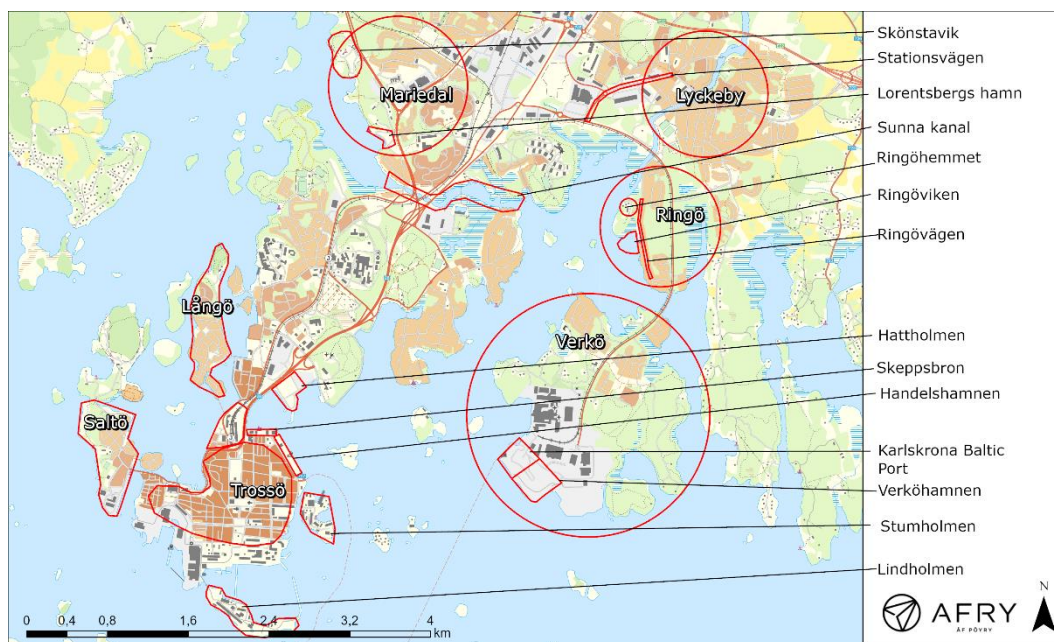 Skönstavik
Stationsvägen
Mariedal
Lyckeby
Lorentsbergs hamn
Sunna kanal
Ringöhemmet
Ringöviken
Ringö
Ringövägen
Långö
Verkö
Hattholmen
Skeppsbron
Handelshamnen
Saltö
Karlskrona Baltic
Port
Trossö
Verköhamnen
Stumholmen
Lindholmen
N
AFRY
ÅF PÖYRY
0 0,4 0,8 1,6 2,4 3,2 4
km